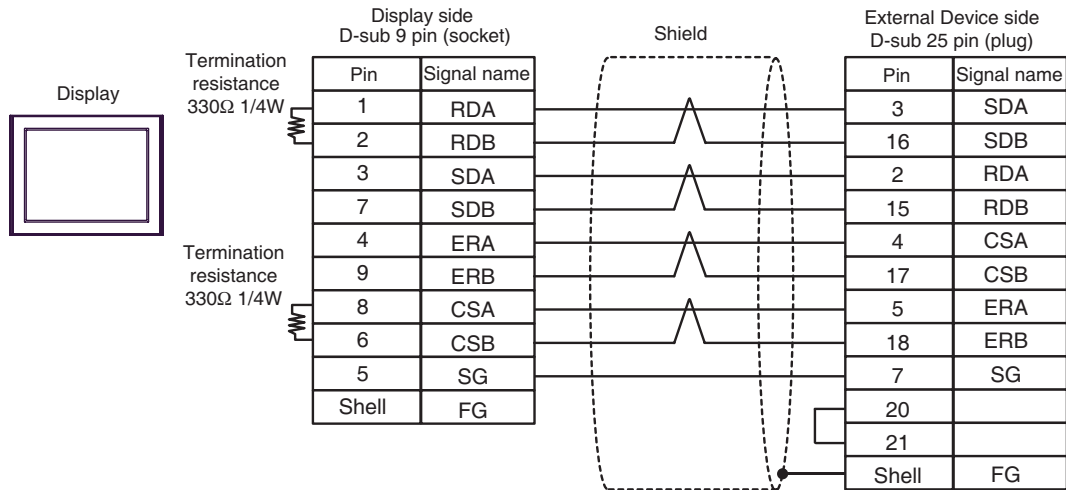 Display side
D-sub 9 pin (socket)
Shield
External Device side
D-sub 25 pin (plug)
Display
Termination
resistance
330Ω 1/4W
Termination
resistance
330Ω 1/4W
Pin Signal name
1 RDA
2 RDB
3 SDA
7 SDB
4 ERA
9 ERB
8 CSA
6 CSB
5 SG
Shell FG
Pin Signal name
3 SDA
16 SDB
2 RDA
15 RDB
4 CSA
17 CSB
5 ERA
18 ERB
7 SG
20
21
Shell FG